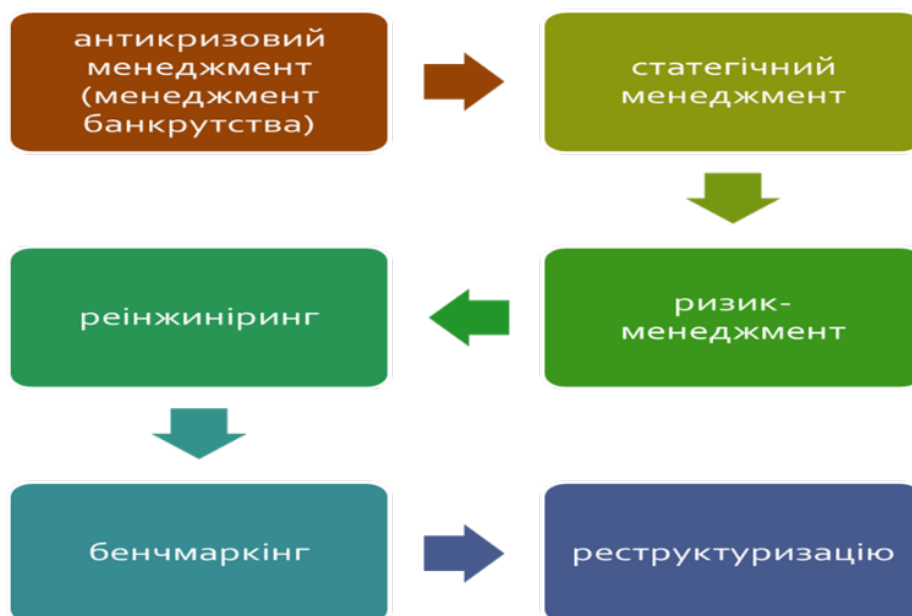 антикризовий
менеджмент
(менеджмент
банкрутства)
статегічний
менеджмент
ризик-
менеджмент
реінжиніринг
бенчмаркінг
реструктуризацію